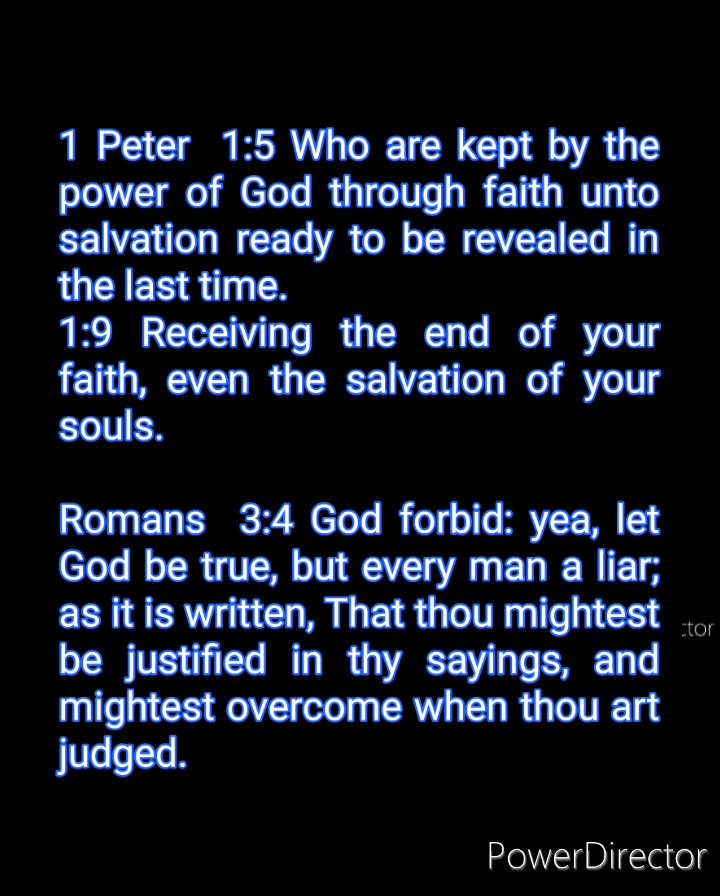 1 Peter 1:5 Who are kept by the
power of God through faith unto
salvation ready to be revealed in
the last time.
1:9 Receiving the end of your
faith, even the salvation of your
souls.
Romans 3:4 God forbid: yea, let
God be true, but every man a liar;
as it is written, That thou mightest
be justified in thy sayings, and
mightest overcome when thou art
judged.
PowerDirector